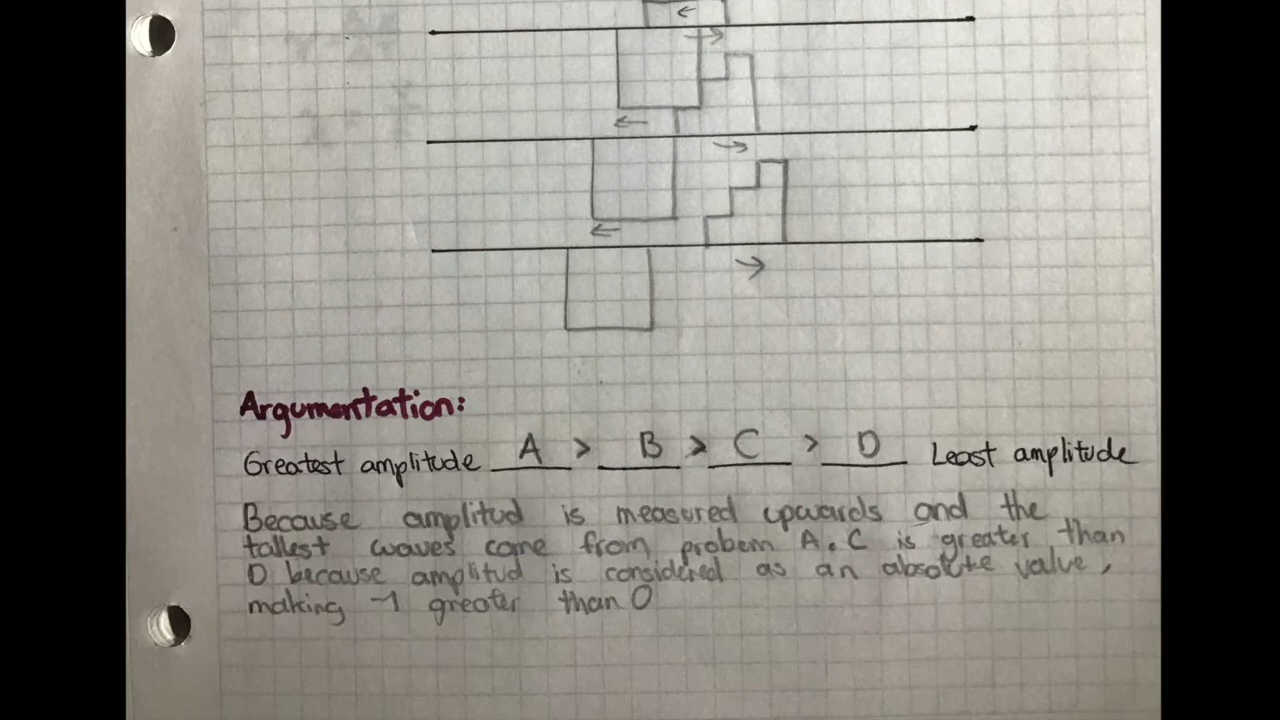 Argumentation:
Greatest amplitude A > B > C > D Least amplitude
Because amplitud is measured upwards and the
tallest waves come from probem A. C is greater than
D because amplitud is considered as an absolute value,
making -1 greater than 0